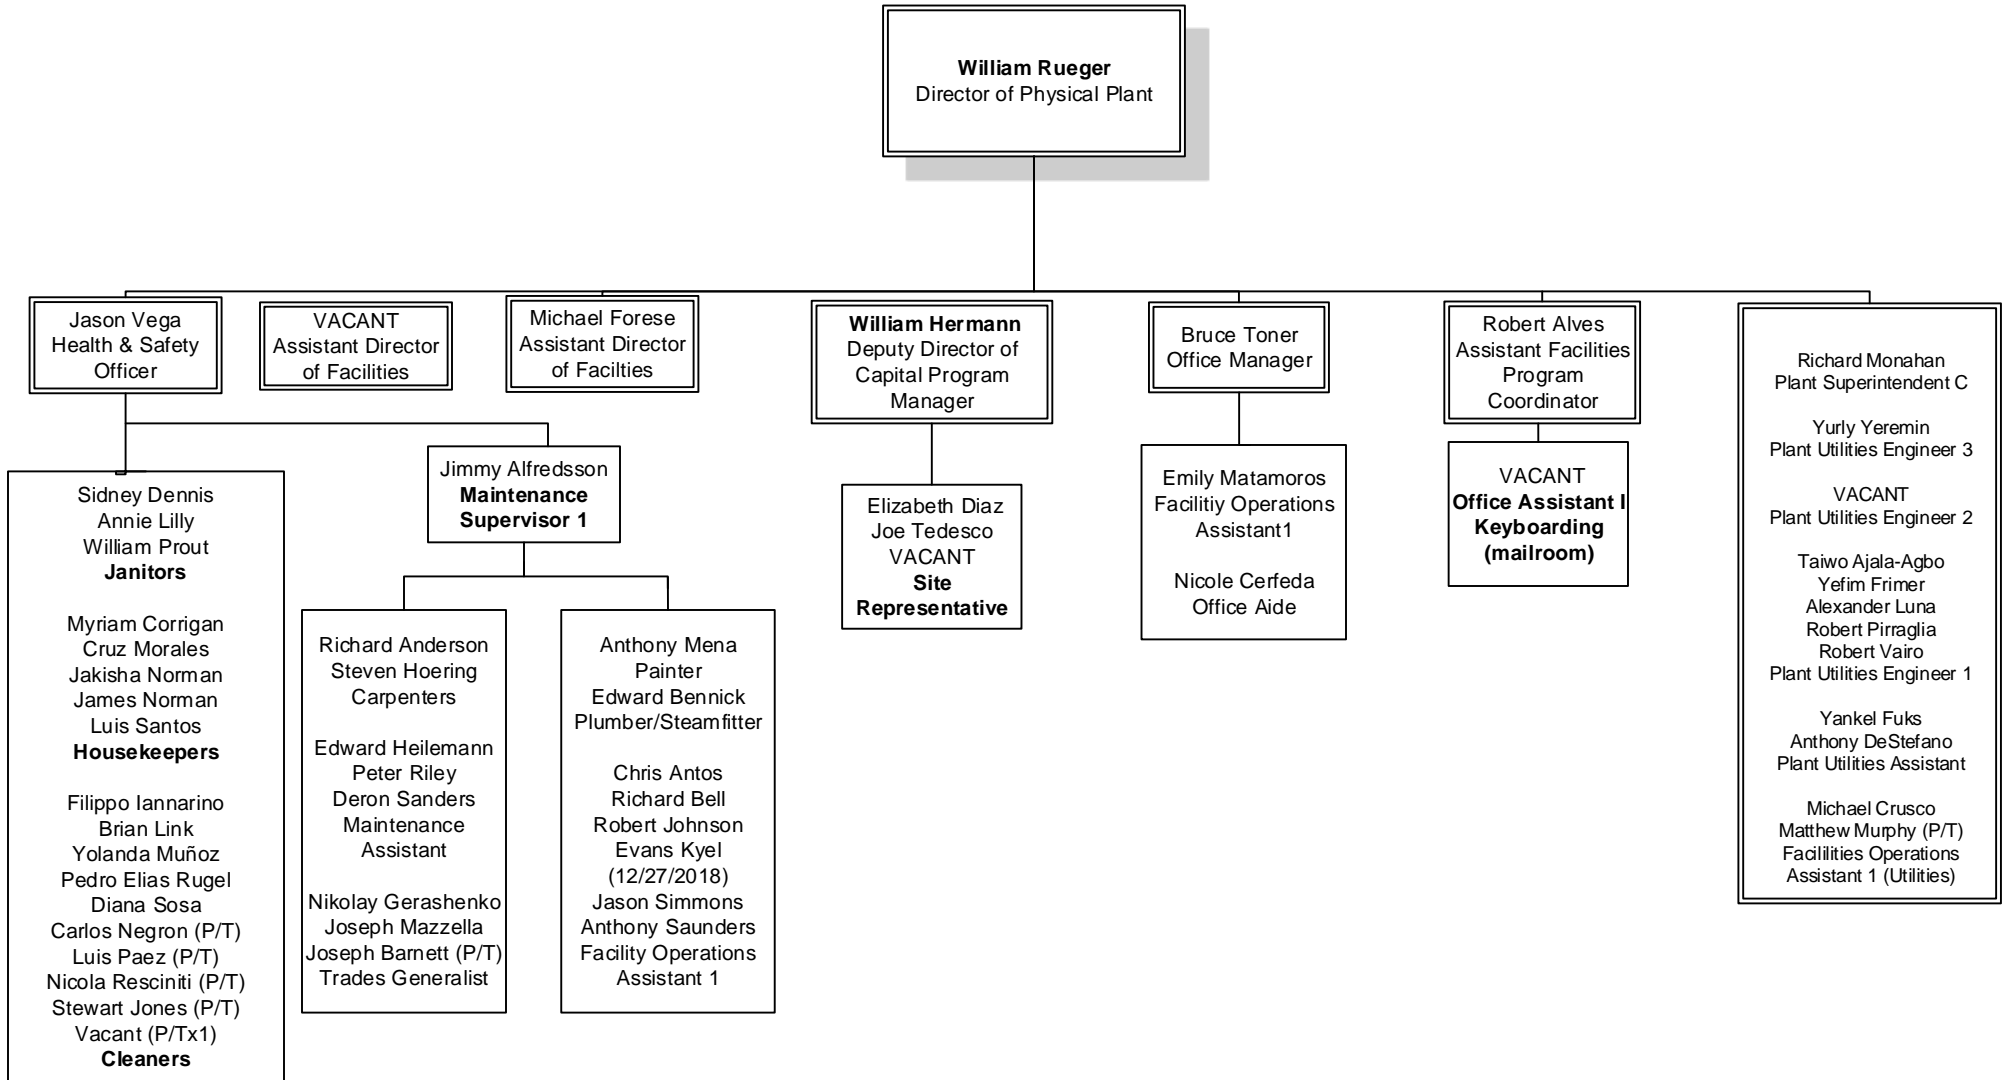 William Rueger
Director of Physical Plant
Jason Vega
Health & Safety
Officer
VACANT
Assistant Director
of Facilities
Michael Forese
Assistant Director
of Facilties
William Hermann
Deputy Director of
Capital Program
Manager
Bruce Toner
Office Manager
Robert Alves
Assistant Facilities
Program
Coordinator
Richard Monahan
Plant Superintendent C
Yurly Yeremin
Plant Utilities Engineer 3
VACANT
Plant Utilities Engineer 2
Taiwo Ajala-Agbo
Yefim Frimer
Alexander Luna
Robert Pirraglia
Robert Vairo
Plant Utilities Engineer 1
Yankel Fuks
Anthony DeStefano
Plant Utilities Assistant
Michael Crusco
Matthew Murphy (P/T)
Facililities Operations
Assistant 1 (Utilities)
Sidney Dennis
Annie Lilly
William Prout
Janitors
Myriam Corrigan
Cruz Morales
Jakisha Norman
James Norman
Luis Santos
Housekeepers
Filippo Iannarino
Brian Link
Yolanda Muñoz
Pedro Elias Rugel
Diana Sosa
Carlos Negron (P/T)
Luis Paez (P/T)
Nicola Resciniti (P/T)
Stewart Jones (P/T)
Vacant (P/Tx1)
Cleaners
Jimmy Alfredsson
Maintenance
Supervisor 1
Richard Anderson
Steven Hoering
Carpenters
Edward Heilemann
Peter Riley
Deron Sanders
Maintenance
Assistant
Nikolay Gerashenko
Joseph Mazzella
Joseph Barnett (P/T)
Trades Generalist
Anthony Mena
Painter
Edward Bennick
Plumber/Steamfitter
Chris Antos
Richard Bell
Robert Johnson
Evans Kyel
(12/27/2018)
Jason Simmons
Anthony Saunders
Facility Operations
Assistant 1
Elizabeth Diaz
Joe Tedesco
VACANT
Site
Representative
Emily Matamoros
Facilitiy Operations
Assistant1
Nicole Cerfeda
Office Aide
VACANT
Office Assistant I
Keyboarding
(mailroom)